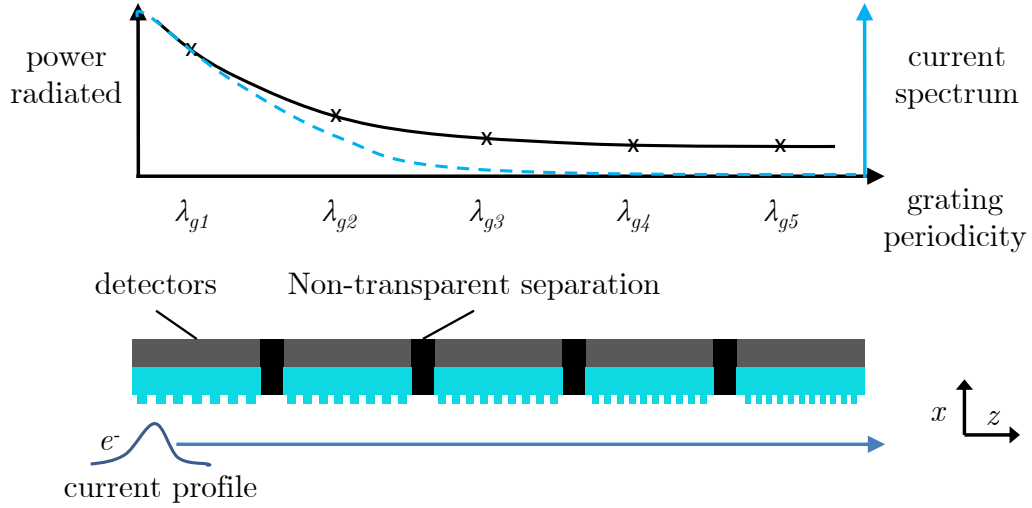 power
radiated
current
spectrum
x
x
x
x
x
λg1
λg2
λg3
λg4
λg5
grating
periodicity
detectors
Non-transparent separation
x
z
e-
current profile